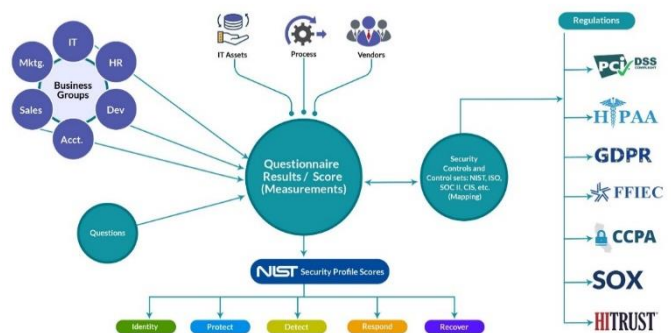 IT
Mktg.
HR
Business
Groups
Sales
Dev
Acct.
IT Assets
Process
Vendors
Regulations
PCI DSS
COMPLIANCY
HIPAA
GDPR
FFIEC
CCPA
SOX
HITRUST
Questionnaire
Results / Score
(Measurements)
Security
Controls and
Control sets: NIST, ISO,
SOC II, CIS, etc.
(Mapping)
Questions
NIST Security Profile Scores
Identity
Protect
Detect
Respond
Recover